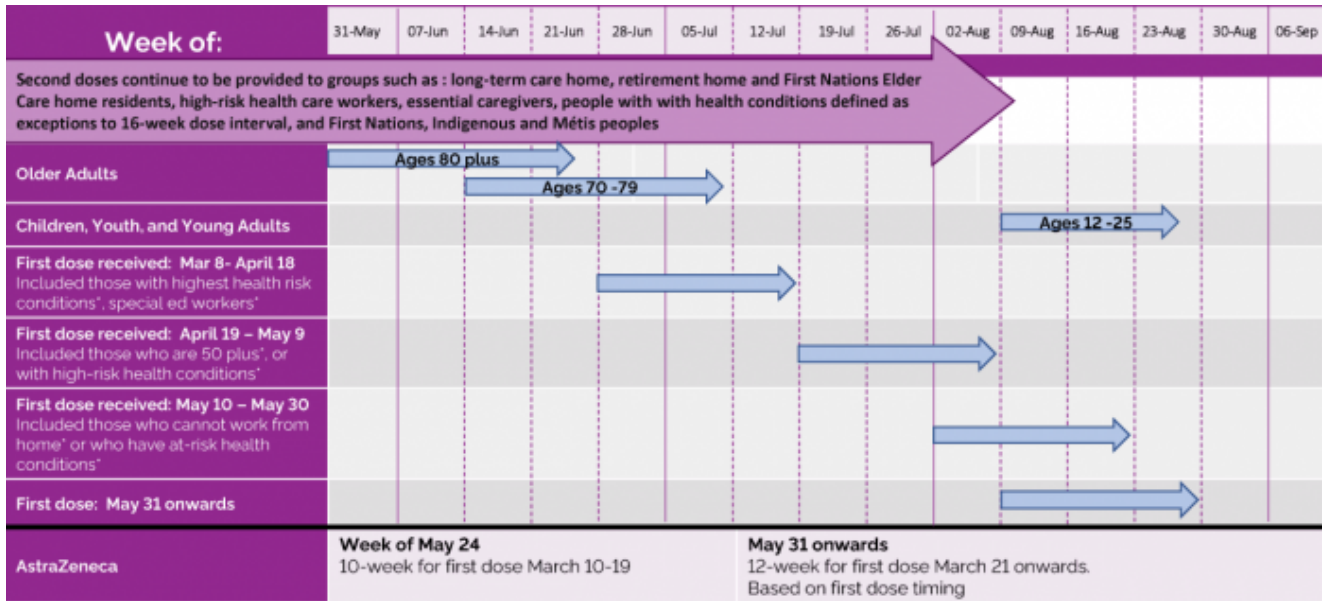 Week of:
31-May 07-Jun 14-Jun 21-Jun 28-Jun 05-Jul 12-Jul 19-Jul 26-Jul 02-Aug 09-Aug 16-Aug 23-Aug 30-Aug 06-Sep
Second doses continue to be provided to groups such as : long-term care home, retirement home and First Nations Elder
Care home residents, high-risk health care workers, essential caregivers, people with with health conditions defined as
exceptions to 16-week dose interval, and First Nations, Indigenous and Métis peoples
Older Adults
Ages 80 plus
Ages 70 -79
Children, Youth, and Young Adults
Ages 12 -25
First dose received: Mar 8- April 18
Included those with highest health risk
conditions*, special ed workers*
First dose received: April 19 – May 9
Included those who are 50 plus*, or
with high-risk health conditions*
First dose received: May 10 – May 30
Included those who cannot work from
home* or who have at-risk health
conditions*
First dose: May 31 onwards
AstraZeneca
Week of May 24
10-week for first dose March 10-19
May 31 onwards
12-week for first dose March 21 onwards.
Based on first dose timing